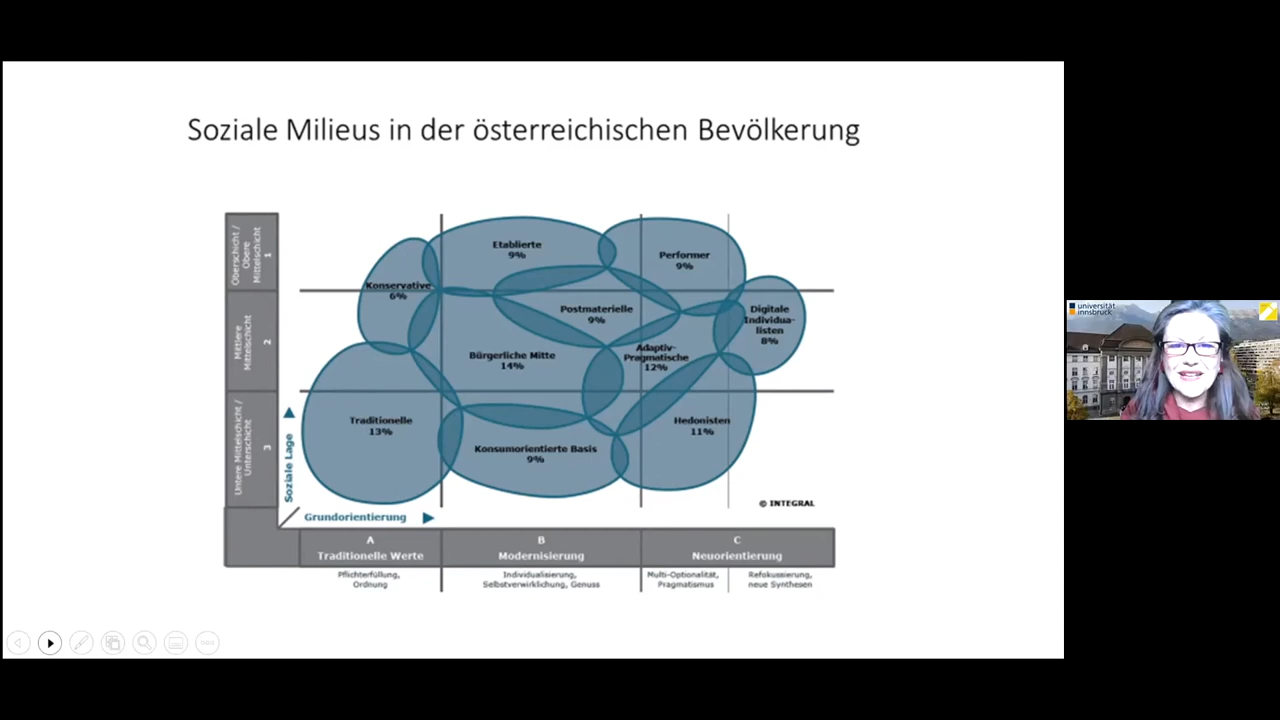 Soziale Milieus in der österreichischen Bevölkerung
Oberschicht /
Obere
Mittelschicht
1
Mittlere
Mittelschicht
2
Untere Mittelschicht /
Unterschicht
3
Soziale Lage
Etablierte
9%
Performer
9%
Konservative
6%
Postmaterielle
9%
Digitale
Individua-
listen
8%
Bürgerliche Mitte
14%
Adaptiv-
Pragmatische
12%
Traditionelle
13%
Hedonisten
11%
Konsumorientierte Basis
9%
© INTEGRAL
Grundorientierung
A
Traditionelle Werte
B
Modernisierung
C
Neuorientierung
Pflichterfüllung,
Ordnung
Individualisierung,
Selbstverwirklichung, Genuss
Multi-Optionalität,
Pragmatismus
Refokussierung,
neue Synthesen
universität
innsbruck